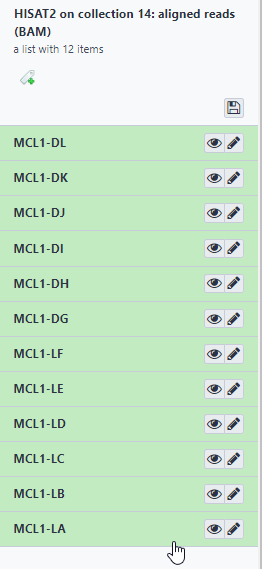 HISAT2 on collection 14: aligned reads
(BAM)
a list with 12 items
MCL1-DL
MCL1-DK
MCL1-DJ
MCL1-DI
MCL1-DH
MCL1-DG
MCL1-LF
MCL1-LE
MCL1-LD
MCL1-LC
MCL1-LB
MCL1-LA